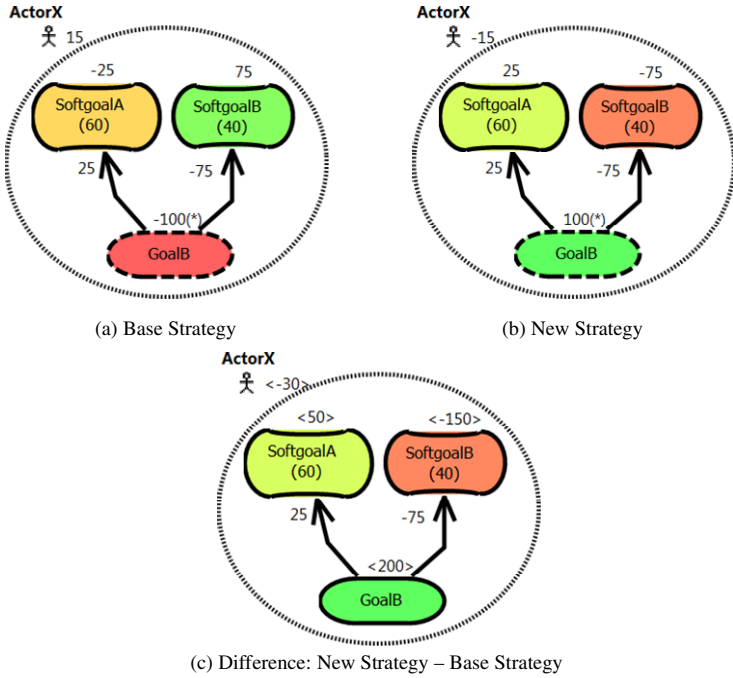 ActorX
15
-25
75
SoftgoalA
(60)
SoftgoalB
(40)
25
-75
-100(*)
GoalB
(a) Base Strategy
ActorX
-15
25
-75
SoftgoalA
(60)
SoftgoalB
(40)
25
-75
100(*)
GoalB
(b) New Strategy
ActorX
<-30>
<50>
<-150>
SoftgoalA
(60)
SoftgoalB
(40)
25
-75
<200>
GoalB
(c) Difference: New Strategy – Base Strategy